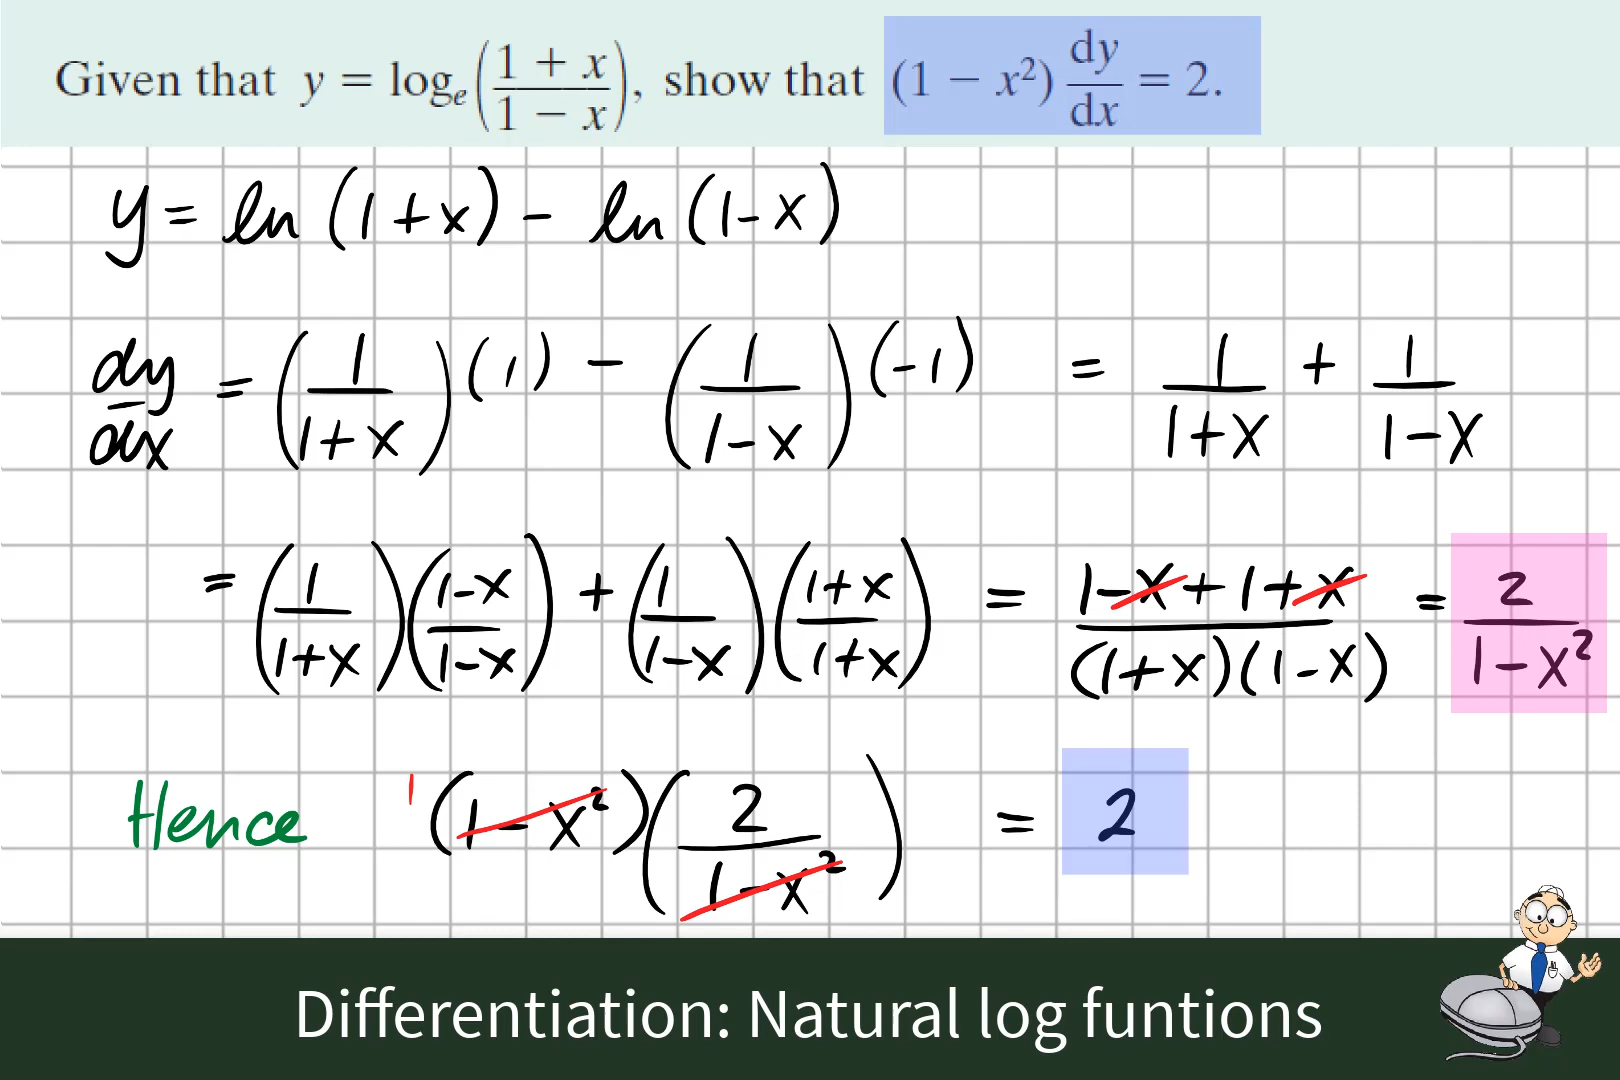 Given that y = logₑ((1 + x)/(1 − x)), show that (1 − x²) dy/dx = 2.
y = ln (1+x) − ln (1−x)
dy/dx = (1/(1+x))(1) − (1/(1−x))(−1) = 1/(1+x) + 1/(1−x)
= (1/(1+x))((1−x)/(1−x)) + (1/(1−x))((1+x)/(1+x)) = (1−x+1+x)/((1+x)(1−x)) = 2/(1−x²)
Hence 1 (1−x²)(2/(1−x²)) = 2
Differentiation: Natural log funtions